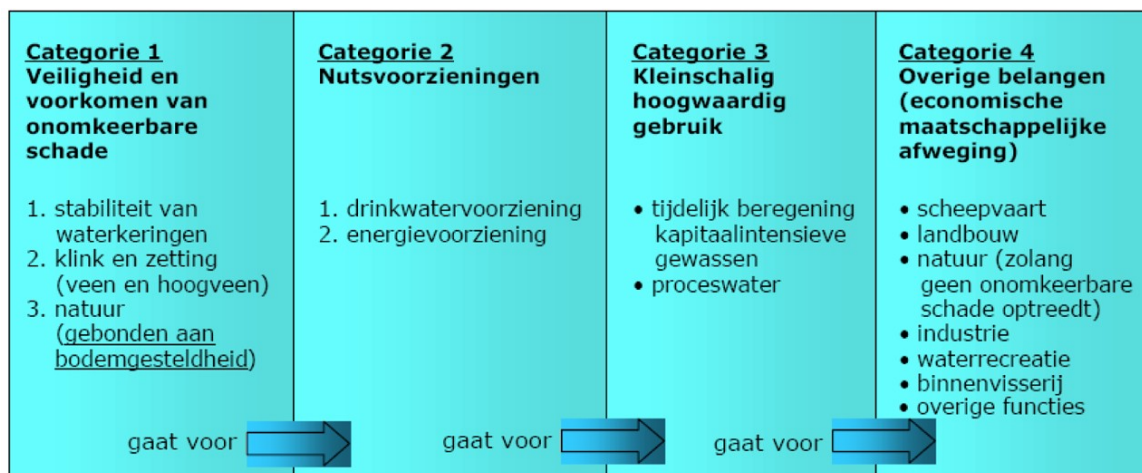 Categorie 1
Veiligheid en
voorkomen van
onomkeerbare
schade
1. stabiliteit van
waterkeringen
2. klink en zetting
(veen en hoogveen)
3. natuur
(gebonden aan
bodemgesteldheid)
gaat voor
Categorie 2
Nutsvoorzieningen
1. drinkwatervoorziening
2. energievoorziening
gaat voor
Categorie 3
Kleinschalig
hoogwaardig
gebruik
• tijdelijk beregening
kapitaalintensieve
gewassen
• proceswater
gaat voor
Categorie 4
Overige belangen
(economische
maatschappelijke
afweging)
• scheepvaart
• landbouw
• natuur (zolang
geen onomkeerbare
schade optreedt)
• industrie
• waterrecreatie
• binnenvisserij
• overige functies